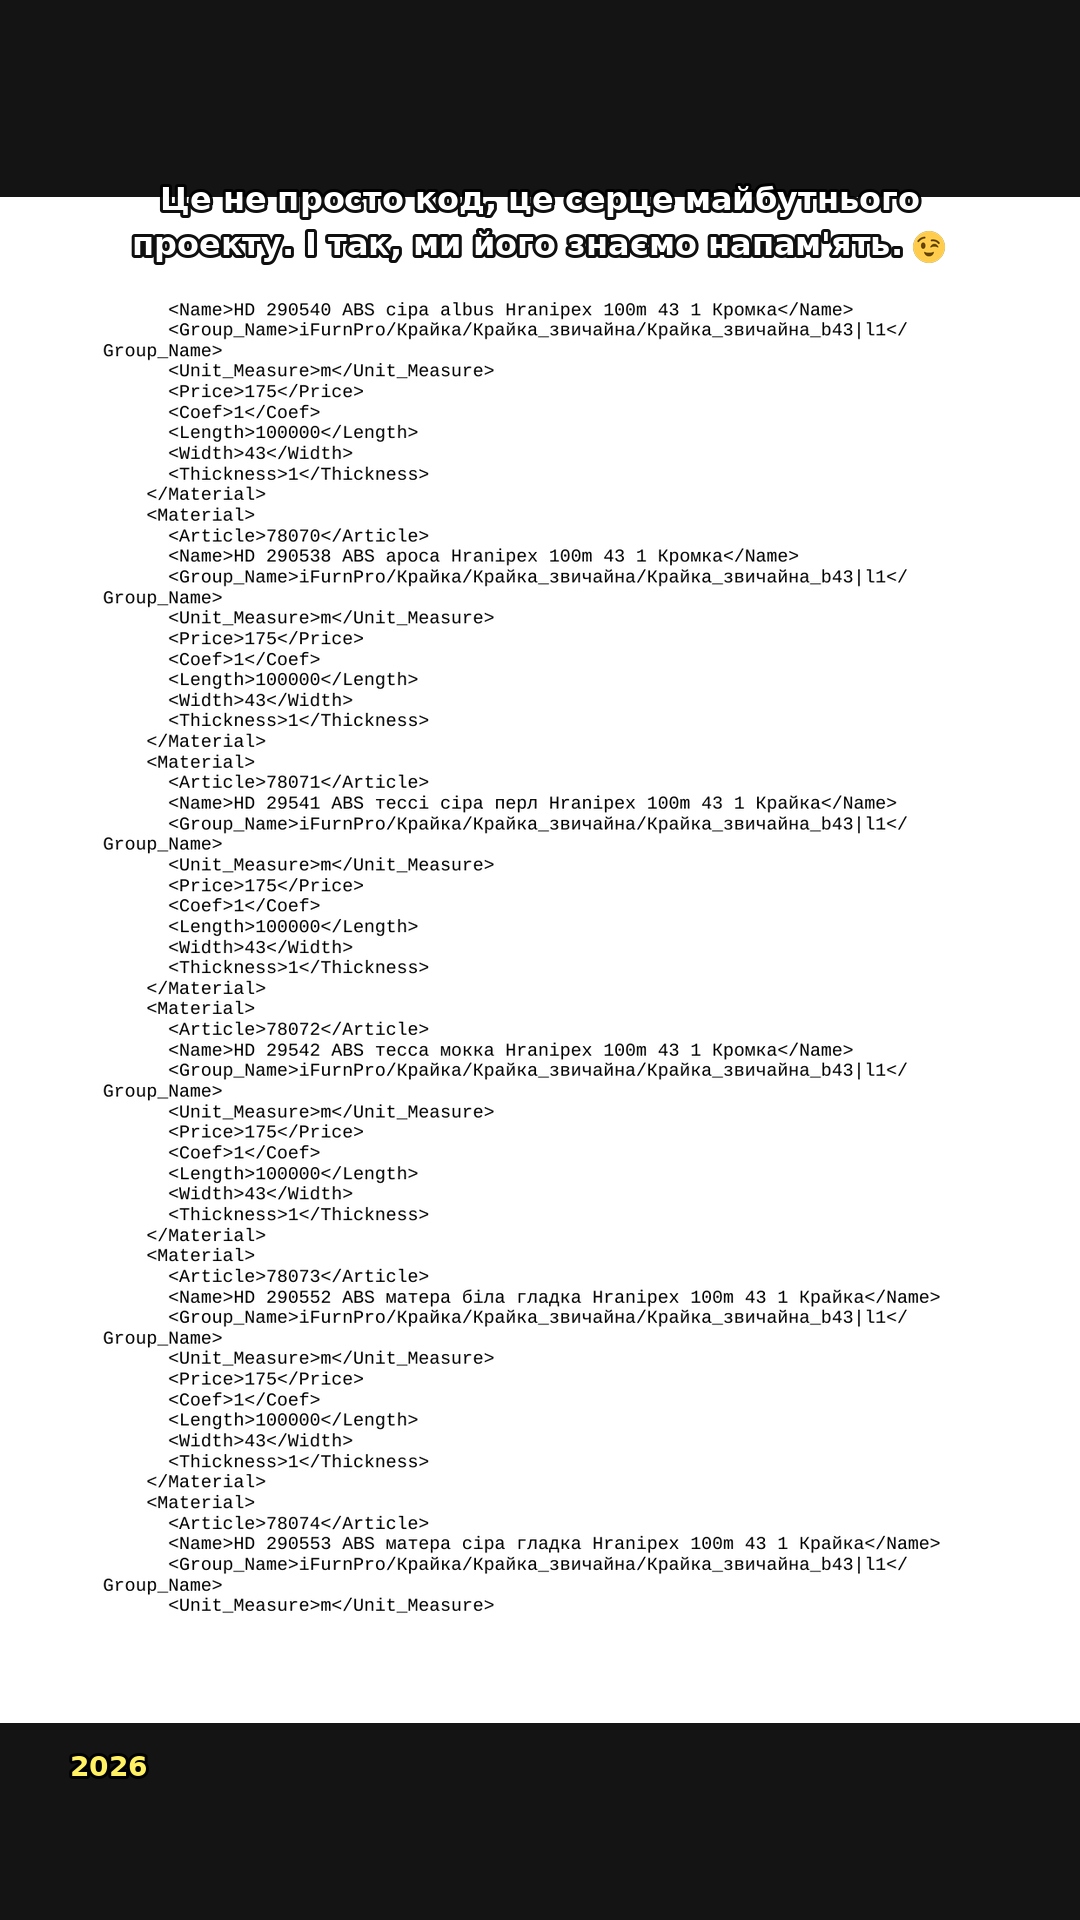 Це не просто код, це серце майбутнього
проекту. І так, ми його знаємо напам'ять. 😉
<Name>HD 290540 ABS сіра albus Hranipex 100m 43 1 Кромка</Name>
<Group_Name>iFurnPro/Крайка/Крайка_звичайна/Крайка_звичайна_b43|l1</
Group_Name>
<Unit_Measure>m</Unit_Measure>
<Price>175</Price>
<Coef>1</Coef>
<Length>100000</Length>
<Width>43</Width>
<Thickness>1</Thickness>
</Material>
<Material>
<Article>78070</Article>
<Name>HD 290538 ABS ароса Hranipex 100m 43 1 Кромка</Name>
<Group_Name>iFurnPro/Крайка/Крайка_звичайна/Крайка_звичайна_b43|l1</
Group_Name>
<Unit_Measure>m</Unit_Measure>
<Price>175</Price>
<Coef>1</Coef>
<Length>100000</Length>
<Width>43</Width>
<Thickness>1</Thickness>
</Material>
<Material>
<Article>78071</Article>
<Name>HD 29541 ABS тессі сіра перл Hranipex 100m 43 1 Крайка</Name>
<Group_Name>iFurnPro/Крайка/Крайка_звичайна/Крайка_звичайна_b43|l1</
Group_Name>
<Unit_Measure>m</Unit_Measure>
<Price>175</Price>
<Coef>1</Coef>
<Length>100000</Length>
<Width>43</Width>
<Thickness>1</Thickness>
</Material>
<Material>
<Article>78072</Article>
<Name>HD 29542 ABS тесса мокка Hranipex 100m 43 1 Кромка</Name>
<Group_Name>iFurnPro/Крайка/Крайка_звичайна/Крайка_звичайна_b43|l1</
Group_Name>
<Unit_Measure>m</Unit_Measure>
<Price>175</Price>
<Coef>1</Coef>
<Length>100000</Length>
<Width>43</Width>
<Thickness>1</Thickness>
</Material>
<Material>
<Article>78073</Article>
<Name>HD 290552 ABS матера біла гладка Hranipex 100m 43 1 Крайка</Name>
<Group_Name>iFurnPro/Крайка/Крайка_звичайна/Крайка_звичайна_b43|l1</
Group_Name>
<Unit_Measure>m</Unit_Measure>
<Price>175</Price>
<Coef>1</Coef>
<Length>100000</Length>
<Width>43</Width>
<Thickness>1</Thickness>
</Material>
<Material>
<Article>78074</Article>
<Name>HD 290553 ABS матера сіра гладка Hranipex 100m 43 1 Крайка</Name>
<Group_Name>iFurnPro/Крайка/Крайка_звичайна/Крайка_звичайна_b43|l1</
Group_Name>
<Unit_Measure>m</Unit_Measure>
2026